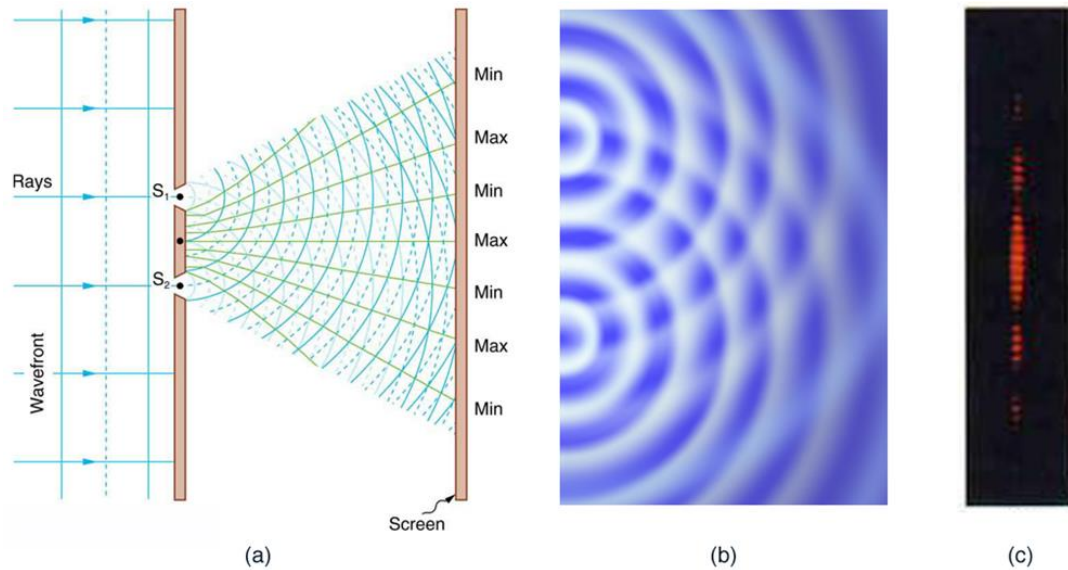 Min
Max
Rays
S₁
Min
Max
S₂
Min
Wavefront
Max
Min
Screen
(a)
(b)
(c)